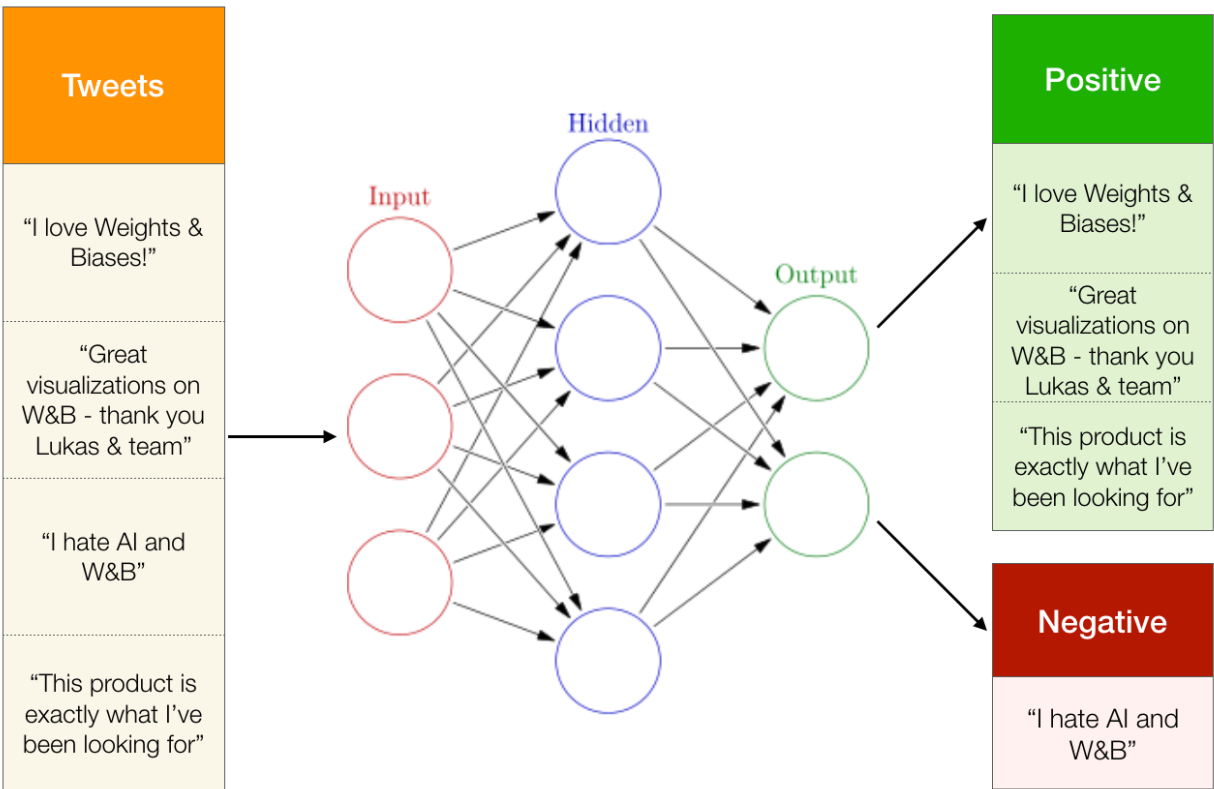 Tweets
“I love Weights &
Biases!”
“Great
visualizations on
W&B - thank you
Lukas & team”
“I hate AI and
W&B”
“This product is
exactly what I’ve
been looking for”
Input
Hidden
Output
Positive
“I love Weights &
Biases!”
“Great
visualizations on
W&B - thank you
Lukas & team”
“This product is
exactly what I’ve
been looking for”
Negative
“I hate AI and
W&B”